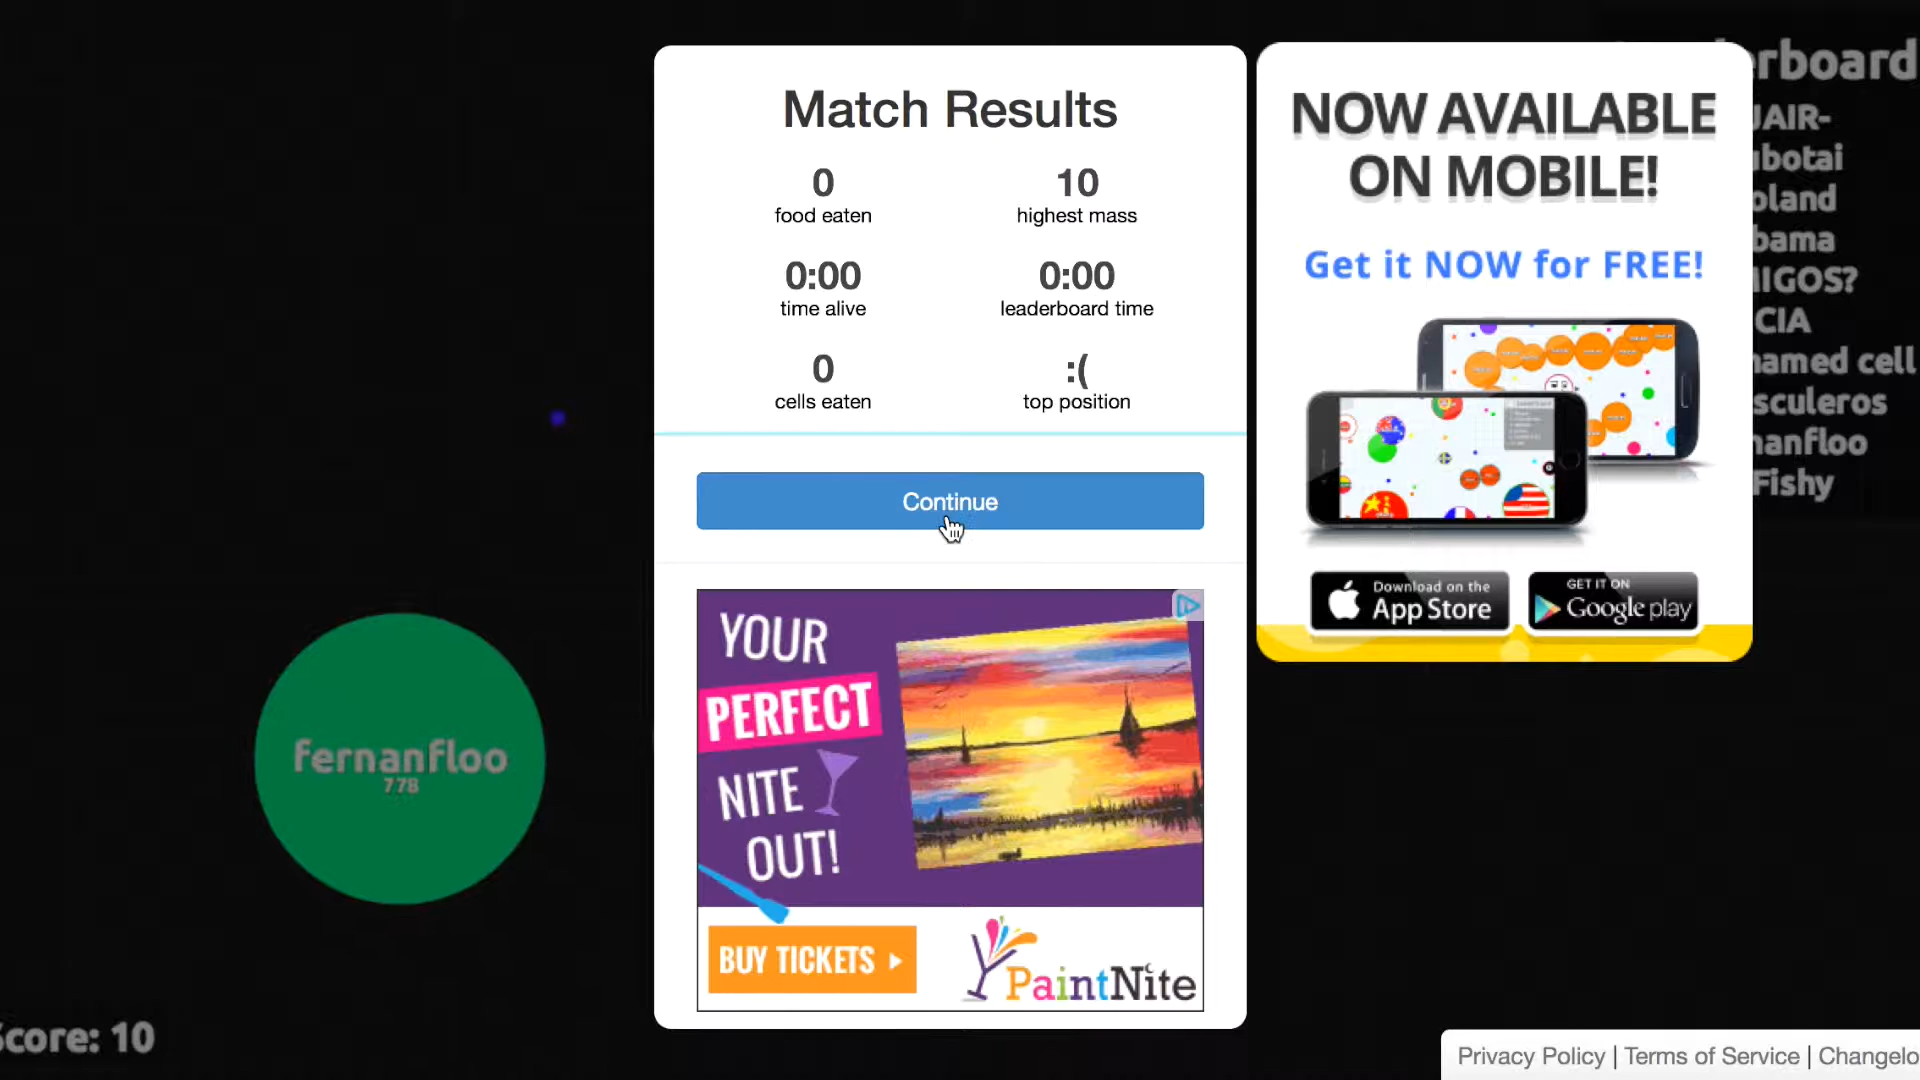 Match Results
0
food eaten
10
highest mass
0:00
time alive
0:00
leaderboard time
0
cells eaten
:(
top position
Continue
YOUR
PERFECT
NITE
OUT!
BUY TICKETS
PaintNite
NOW AVAILABLE
ON MOBILE!
Get it NOW for FREE!
Download on the
App Store
GET IT ON
Google play
rboard
JAIR-
ubotai
oland
bama
IIGOS?
CIA
named cell
sculeros
nanfloo
Fishy
fernanfloo
778
Score: 10
Privacy Policy | Terms of Service | Changelo